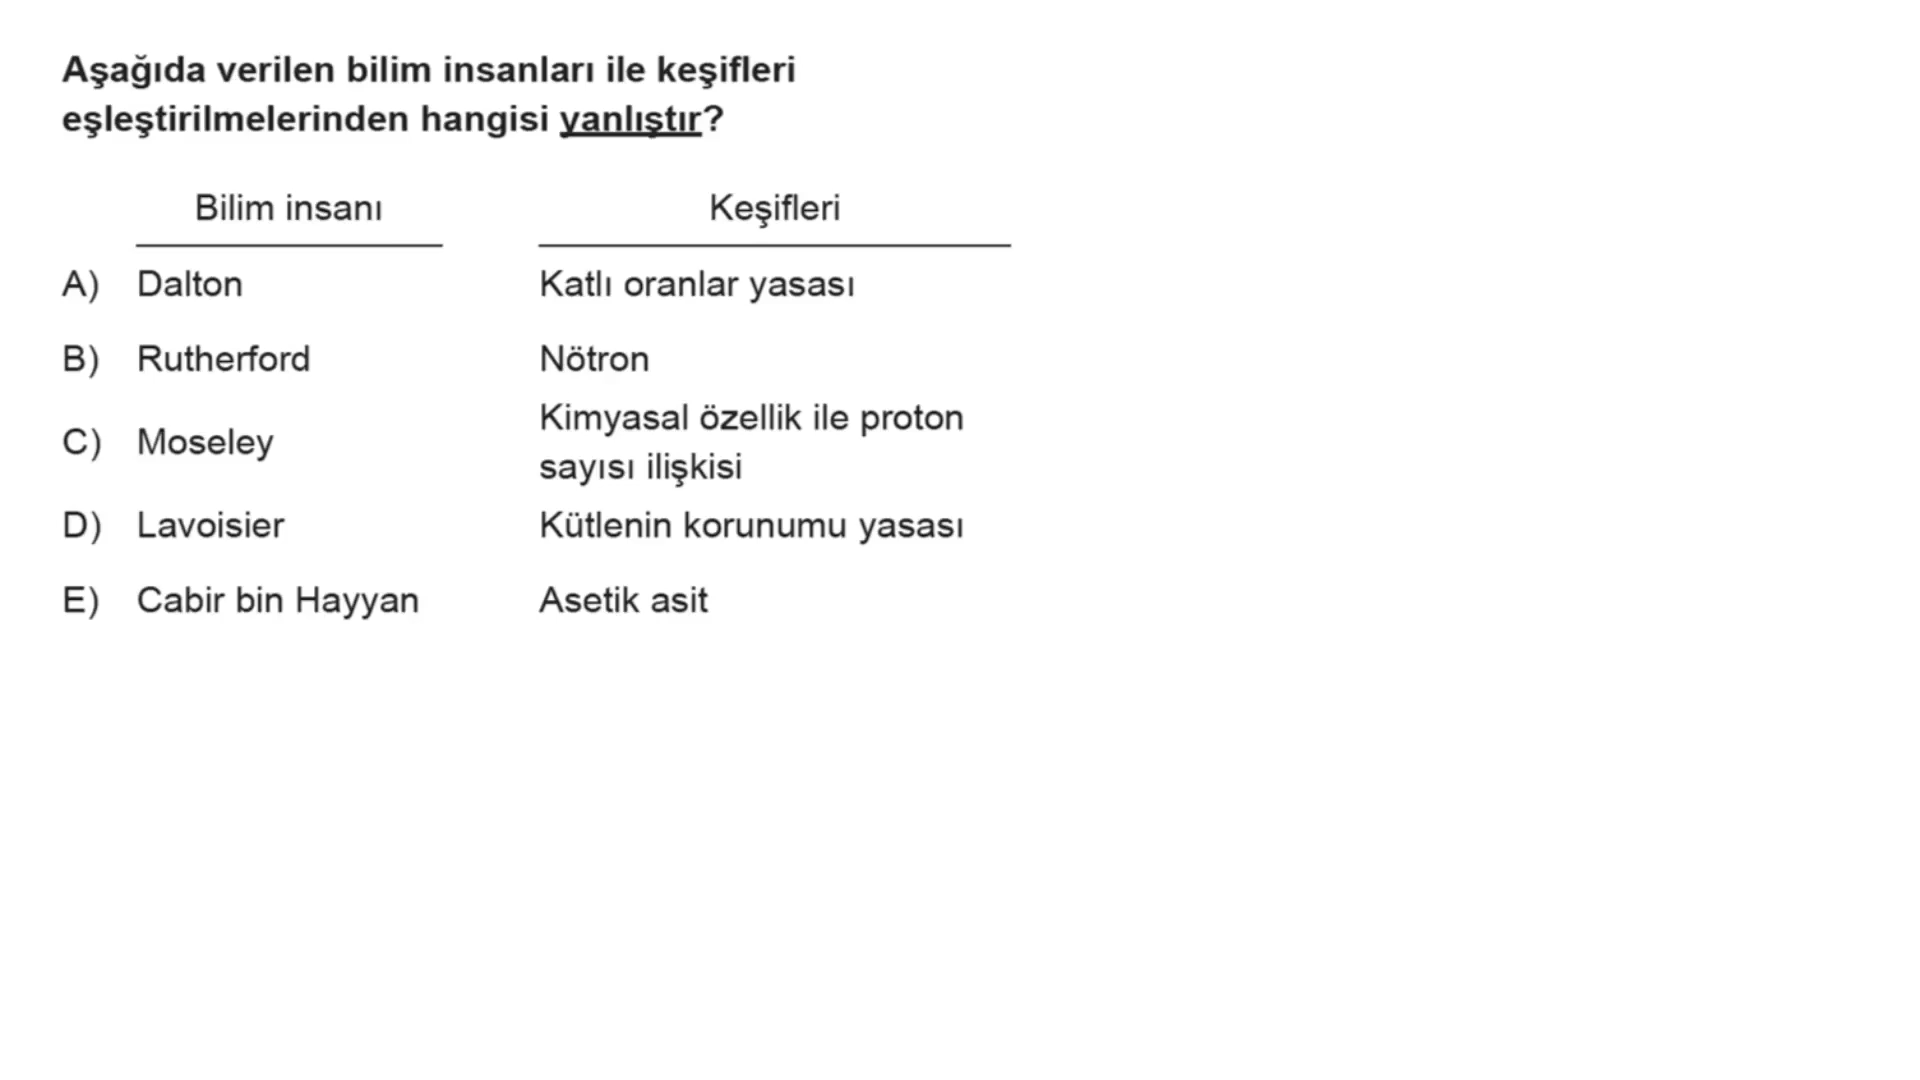 Aşağıda verilen bilim insanları ile keşifleri
eşleştirilmelerinden hangisi yanlıştır?
Bilim insanı Keşifleri
A) Dalton Katlı oranlar yasası
B) Rutherford Nötron
C) Moseley Kimyasal özellik ile proton
sayısı ilişkisi
D) Lavoisier Kütlenin korunumu yasası
E) Cabir bin Hayyan Asetik asit